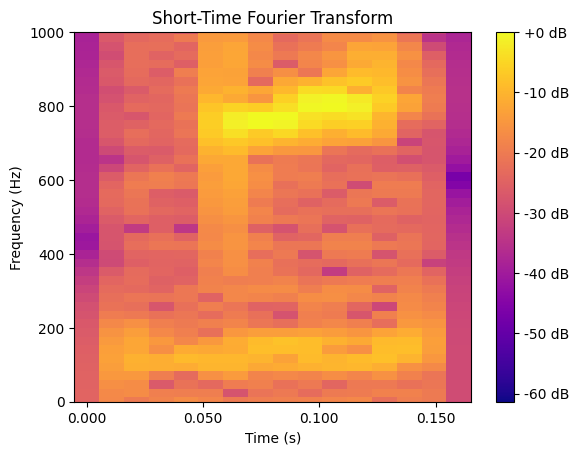 Short-Time Fourier Transform
1000
800
600
400
200
0
Frequency (Hz)
0.000
0.050
0.100
0.150
Time (s)
+0 dB
-10 dB
-20 dB
-30 dB
-40 dB
-50 dB
-60 dB